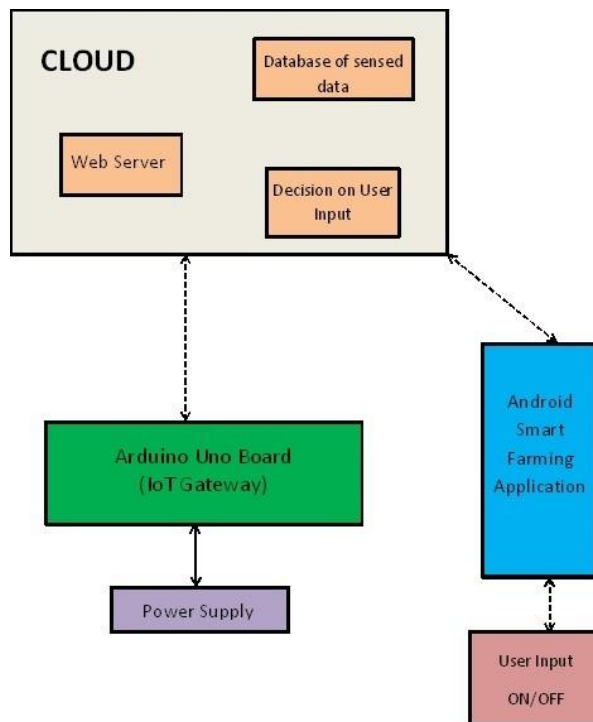 CLOUD
Database of sensed
data
Web Server
Decision on User
Input
Android
Smart
Farming
Application
Arduino Uno Board
(IoT Gateway)
Power Supply
User Input
ON/OFF